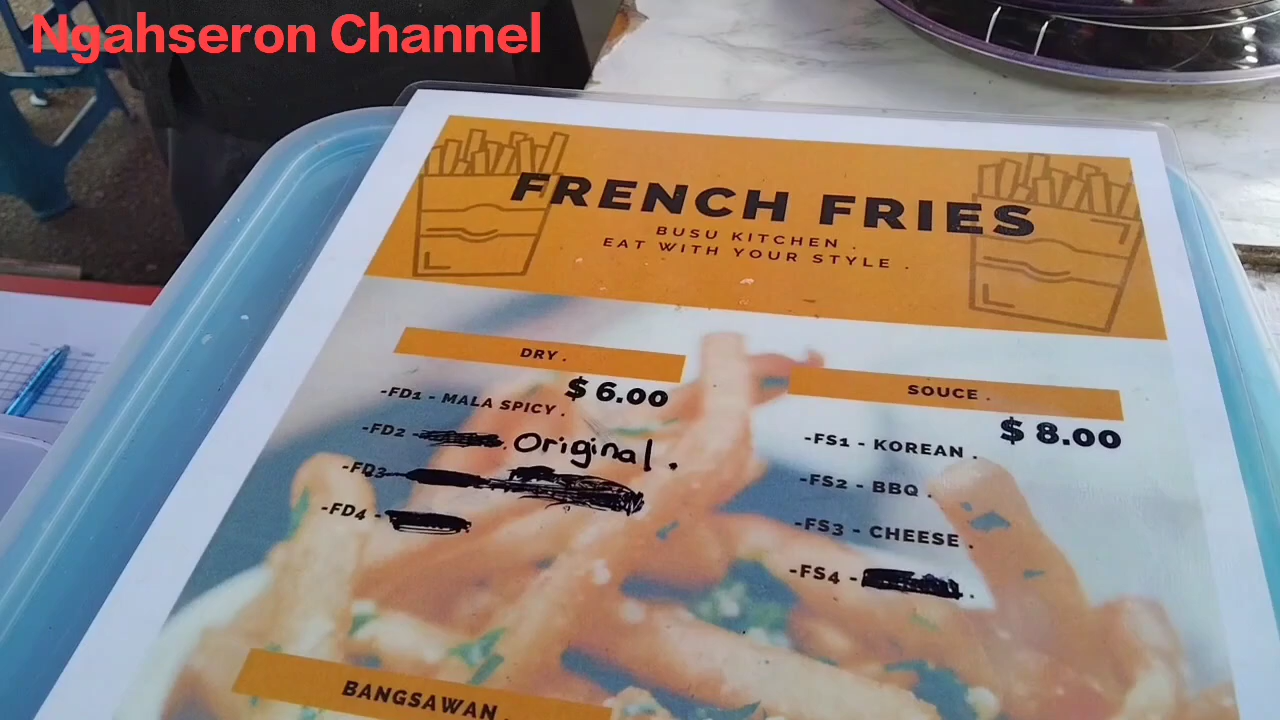 Ngahseron Channel
FRENCH FRIES
BUSU KITCHEN .
EAT WITH YOUR STYLE .
DRY .
$ 6.00
-FD1 - MALA SPICY .
-FD2 - Original .
-FD3
-FD4 -
SOUCE .
$ 8.00
-FS1 - KOREAN .
-FS2 - BBQ .
-FS3 - CHEESE .
-FS4 - .
BANGSAWAN .